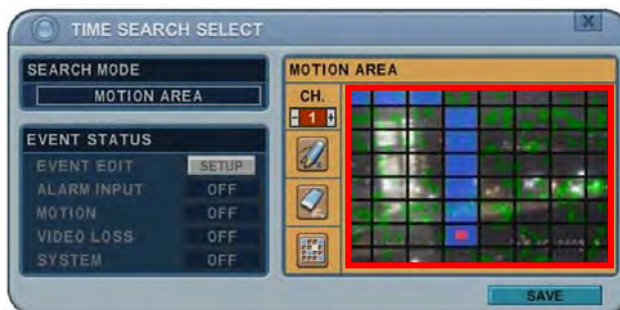 TIME SEARCH SELECT
X
SEARCH MODE
MOTION AREA
EVENT STATUS
EVENT EDIT SETUP
ALARM INPUT OFF
MOTION OFF
VIDEO LOSS OFF
SYSTEM OFF
MOTION AREA
CH.
- 1 +
SAVE